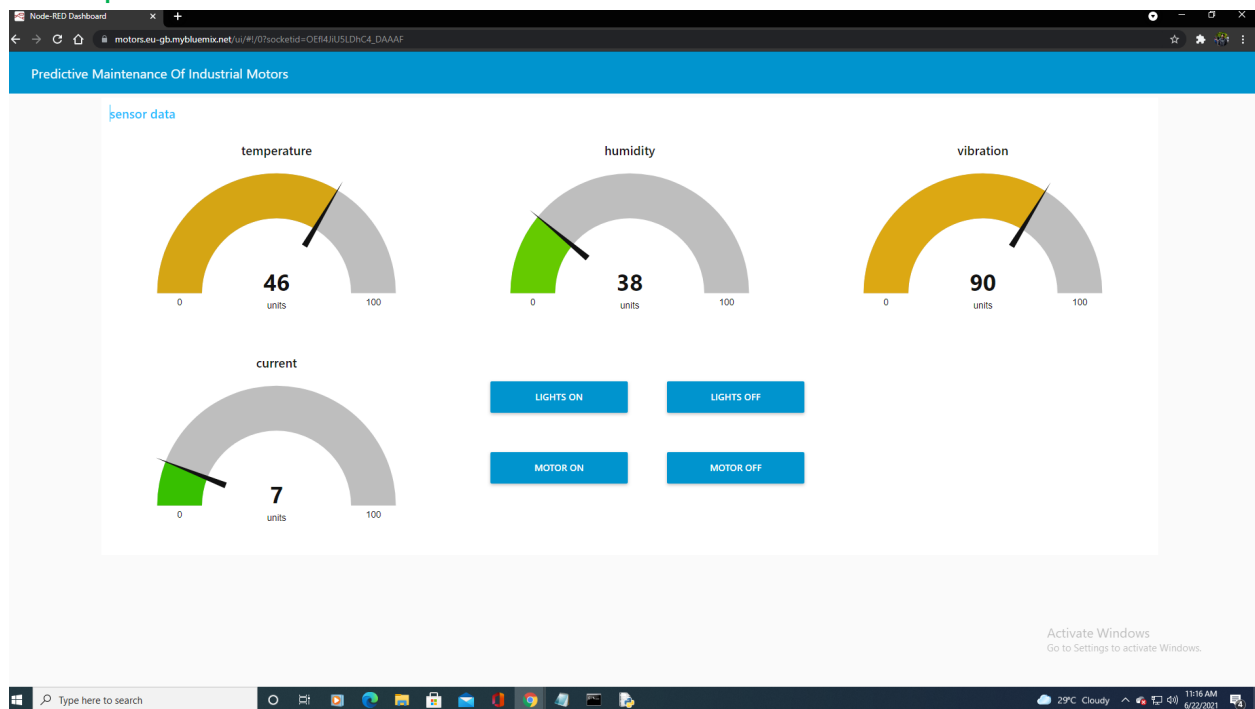 Node-RED Dashboard
motors.eu-gb.mybluemix.net/ui/#!/0?socketid=OEfI4JiU5LDhC4_DAAAF
Predictive Maintenance Of Industrial Motors
sensor data
temperature
humidity
vibration
46
units
0
100
38
units
0
100
90
units
0
100
current
7
units
0
100
LIGHTS ON
LIGHTS OFF
MOTOR ON
MOTOR OFF
Activate Windows
Go to Settings to activate Windows.
Type here to search
29°C Cloudy
11:16 AM
6/22/2021